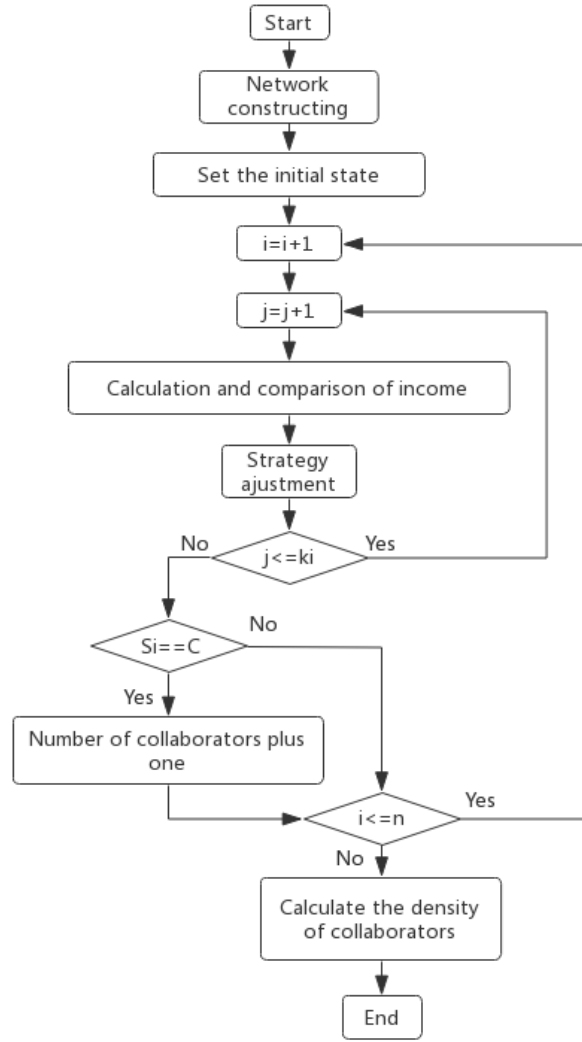 Start
Network
constructing
Set the initial state
i=i+1
j=j+1
Calculation and comparison of income
Strategy
ajustment
No
j<=ki
Yes
Si==C
No
Yes
Number of collaborators plus
one
i<=n
Yes
No
Calculate the density
of collaborators
End